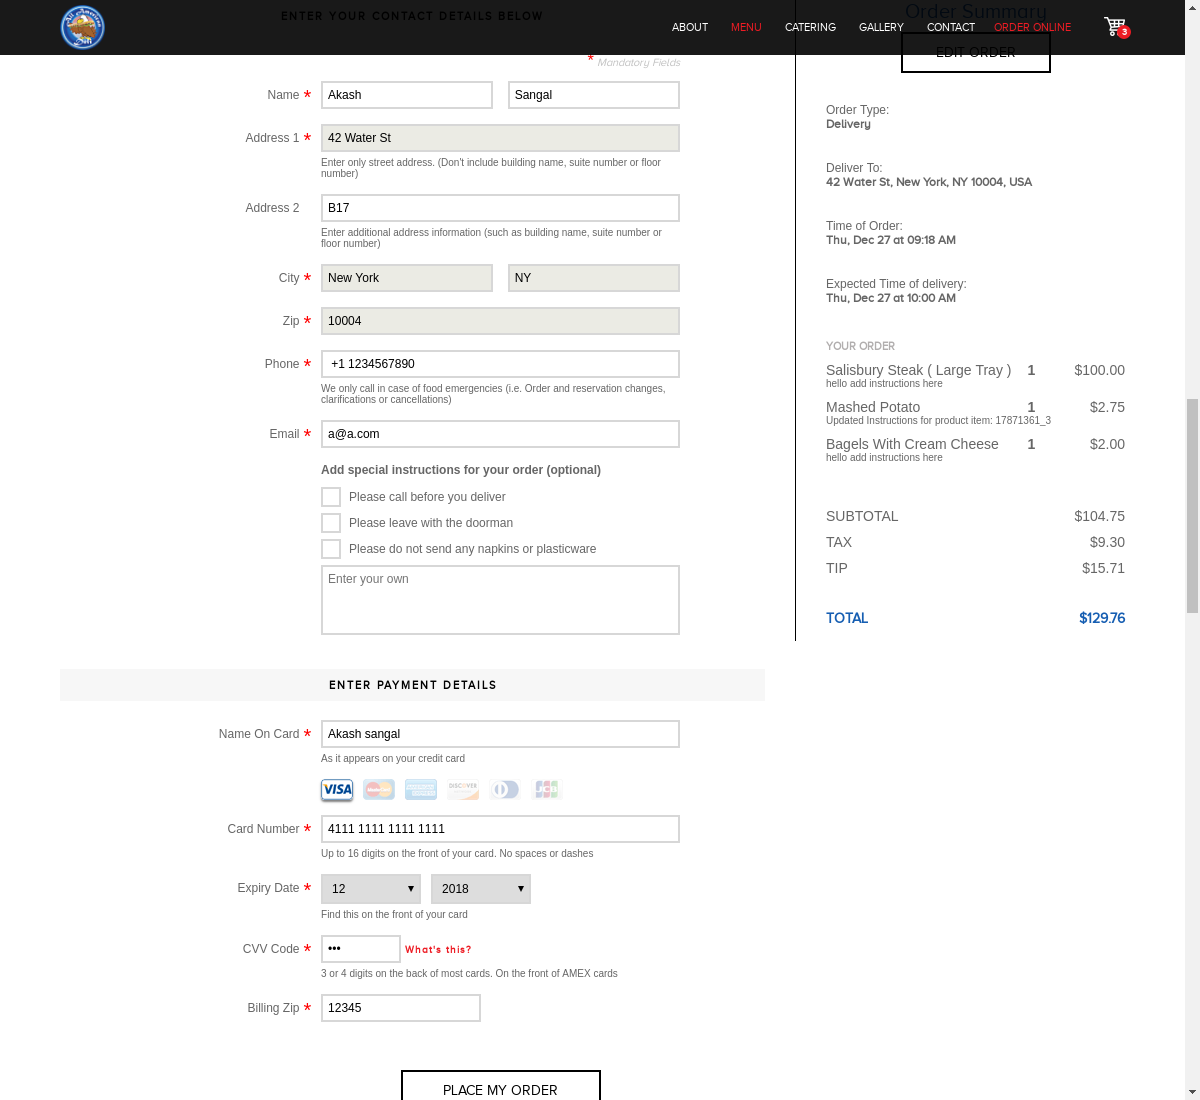 ENTER YOUR CONTACT DETAILS BELOW
ABOUT MENU CATERING GALLERY CONTACT ORDER ONLINE 3
* Mandatory Fields
Name * Akash Sangal
Address 1 * 42 Water St
Enter only street address. (Don't include building name, suite number or floor
number)
Address 2 B17
Enter additional address information (such as building name, suite number or
floor number)
City * New York NY
Zip * 10004
Phone * +1 1234567890
We only call in case of food emergencies (i.e. Order and reservation changes,
clarifications or cancellations)
Email * a@a.com
Add special instructions for your order (optional)
Please call before you deliver
Please leave with the doorman
Please do not send any napkins or plasticware
Enter your own
ENTER PAYMENT DETAILS
Name On Card * Akash sangal
As it appears on your credit card
VISA MasterCard DISCOVER JCB
Card Number * 4111 1111 1111 1111
Up to 16 digits on the front of your card. No spaces or dashes
Expiry Date * 12 2018
Find this on the front of your card
CVV Code * ••• What's this?
3 or 4 digits on the back of most cards. On the front of AMEX cards
Billing Zip * 12345
PLACE MY ORDER
Order Summary
EDIT ORDER
Order Type:
Delivery
Deliver To:
42 Water St, New York, NY 10004, USA
Time of Order:
Thu, Dec 27 at 09:18 AM
Expected Time of delivery:
Thu, Dec 27 at 10:00 AM
YOUR ORDER
Salisbury Steak ( Large Tray ) 1 $100.00
hello add instructions here
Mashed Potato 1 $2.75
Updated Instructions for product item: 17871361_3
Bagels With Cream Cheese 1 $2.00
hello add instructions here
SUBTOTAL $104.75
TAX $9.30
TIP $15.71
TOTAL $129.76